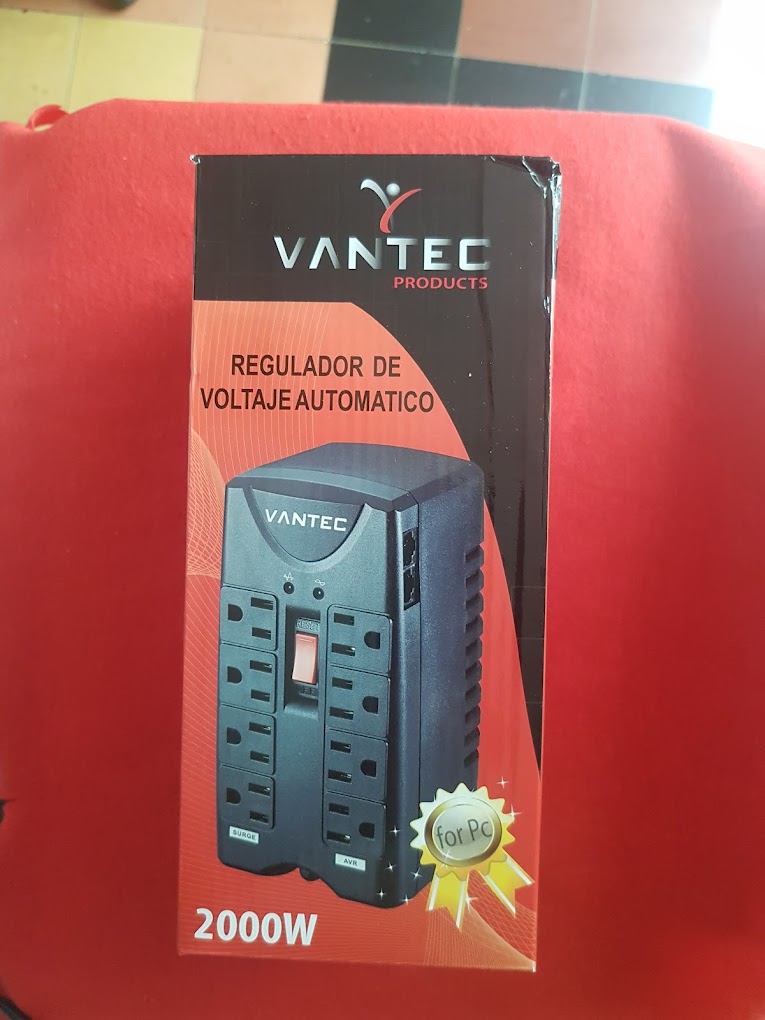 VANTEC
PRODUCTS
REGULADOR DE
VOLTAJE AUTOMATICO
VANTEC
SURGE
AVR
for Pc
2000W